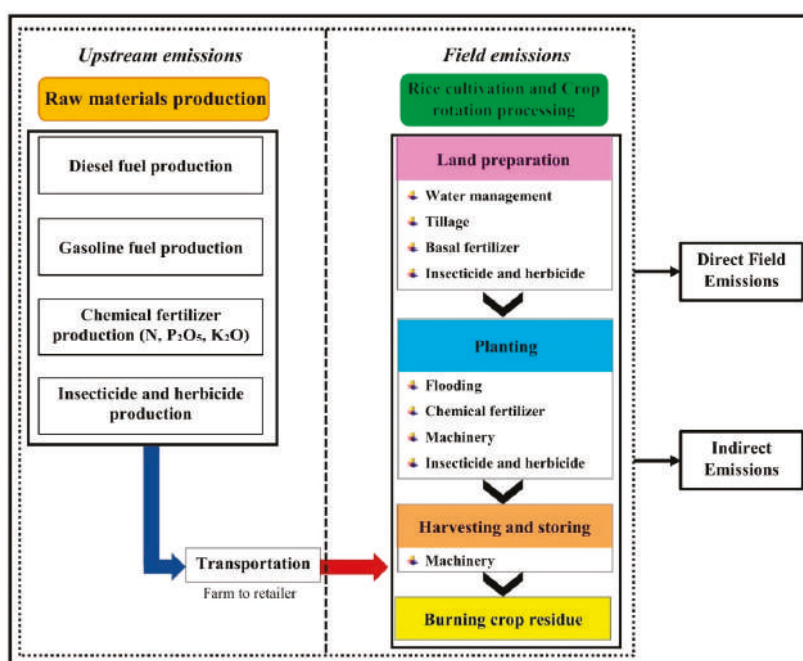 Upstream emissions
Raw materials production
Diesel fuel production
Gasoline fuel production
Chemical fertilizer
production (N, P₂O₅, K₂O)
Insecticide and herbicide
production
Transportation
Farm to retailer
Field emissions
Rice cultivation and Crop
rotation processing
Land preparation
Water management
Tillage
Basal fertilizer
Insecticide and herbicide
Planting
Flooding
Chemical fertilizer
Machinery
Insecticide and herbicide
Harvesting and storing
Machinery
Burning crop residue
Direct Field
Emissions
Indirect
Emissions